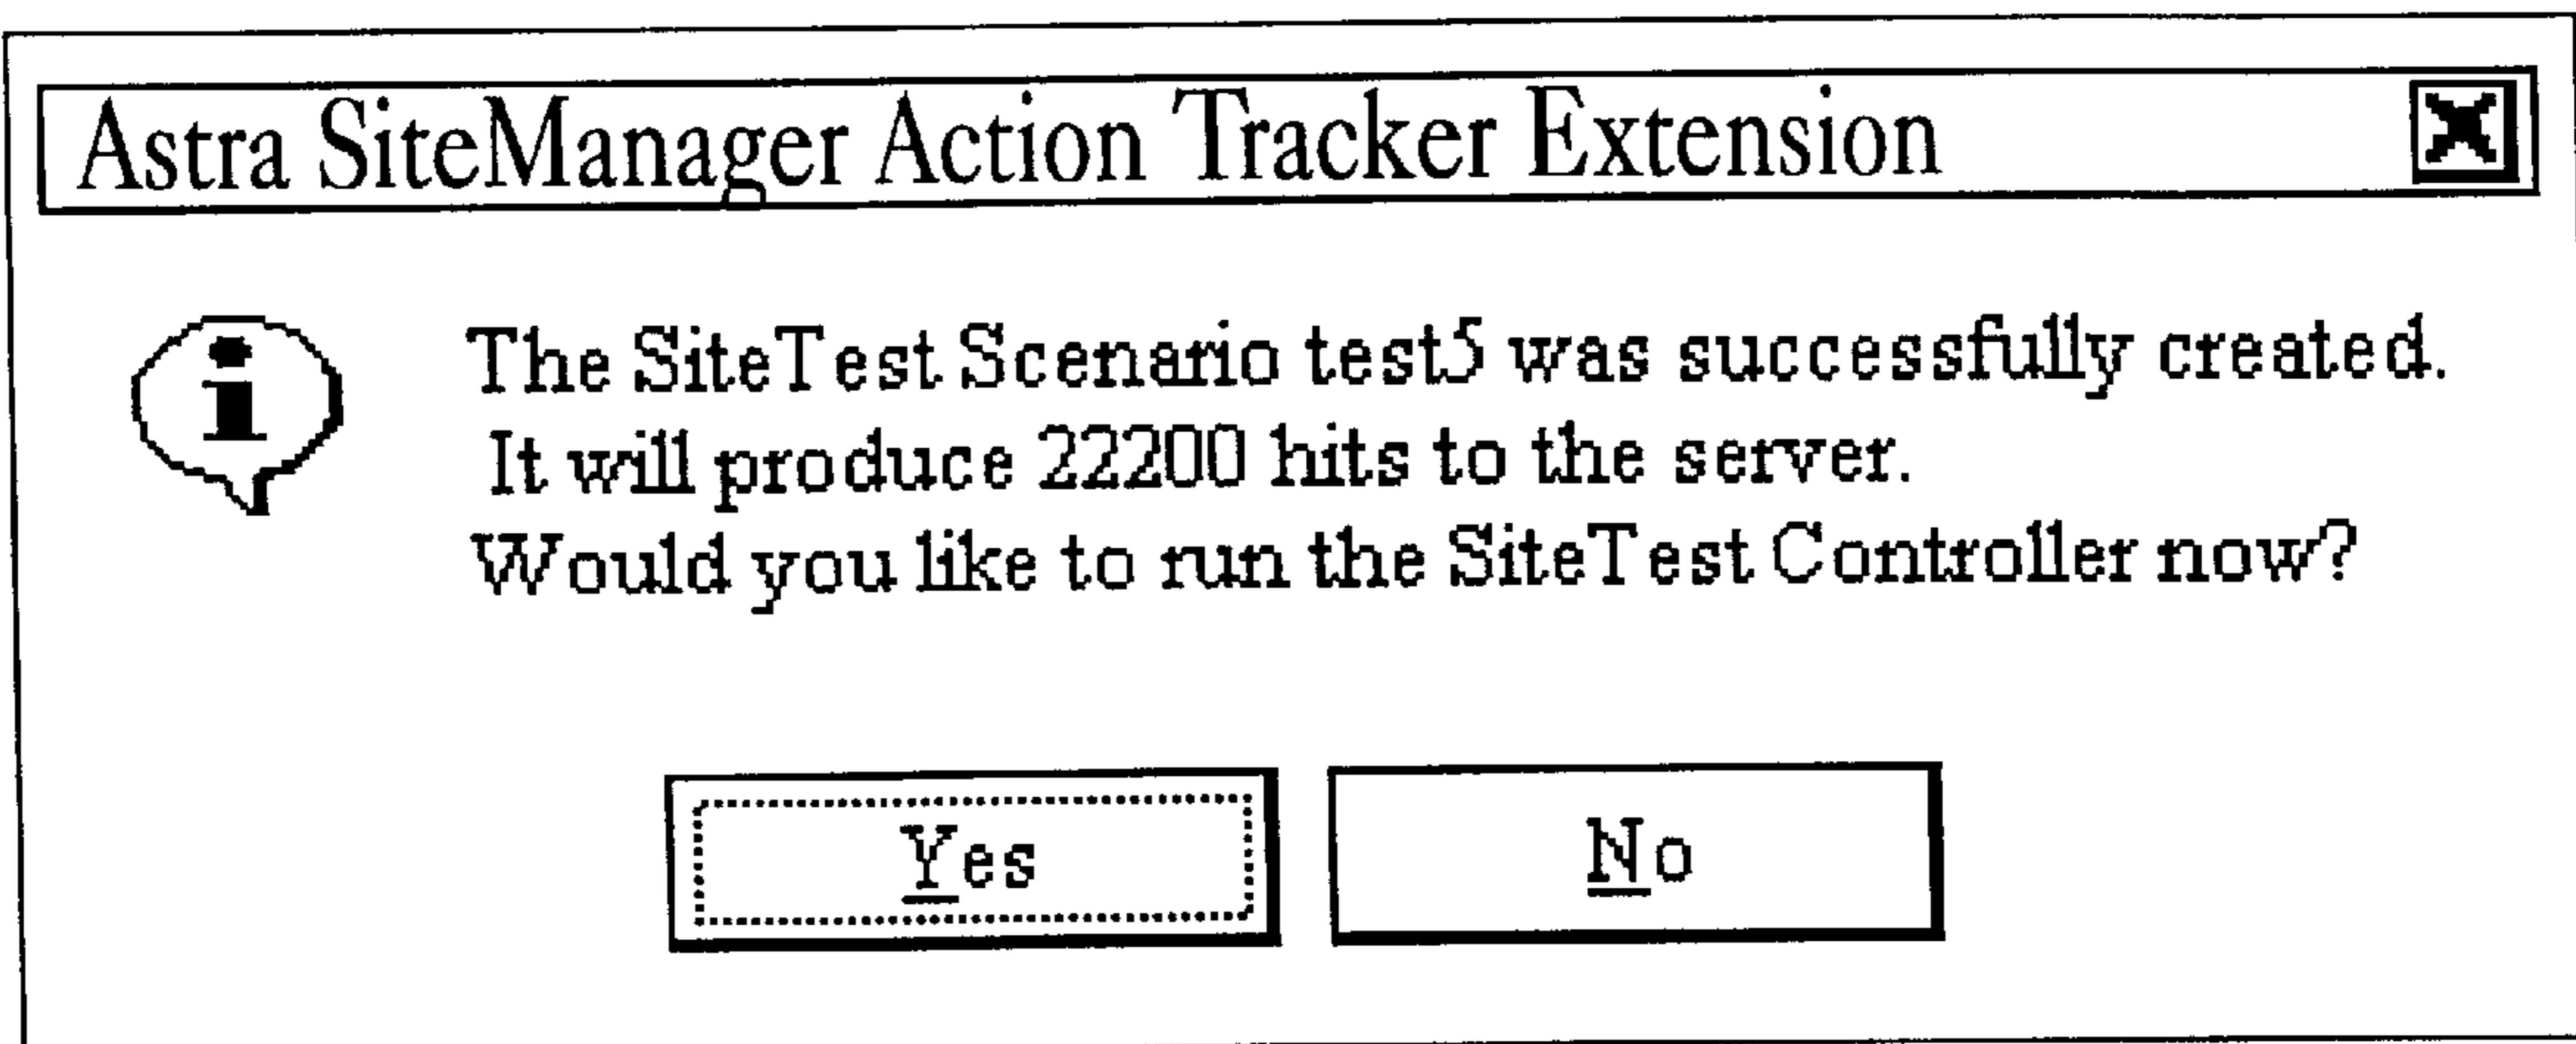 Astra SiteManager Action Tracker Extension
The SiteTest Scenario test5 was successfully created.
It will produce 22200 hits to the server.
Would you like to run the SiteTest Controller now?
Yes
No